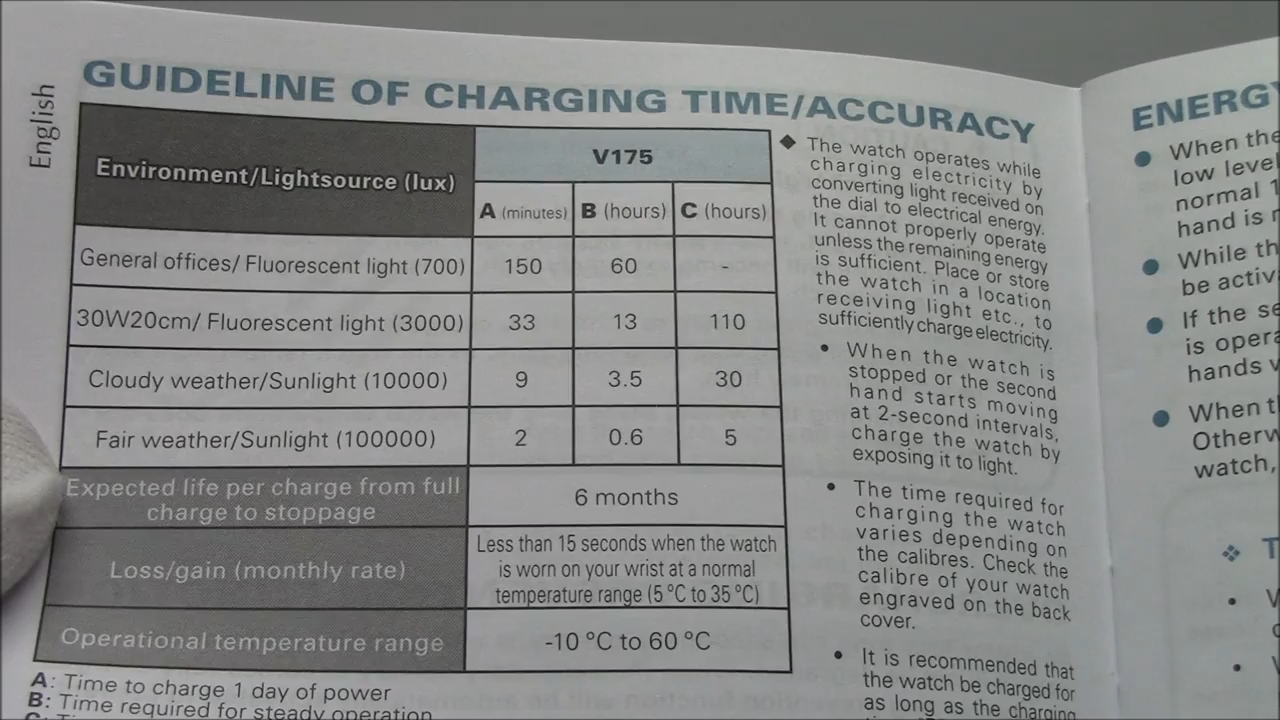 English
GUIDELINE OF CHARGING TIME/ACCURACY
Environment/Lightsource (lux)
V175
A (minutes) B (hours) C (hours)
General offices/ Fluorescent light (700) 150 60 -
30W20cm/ Fluorescent light (3000) 33 13 110
Cloudy weather/Sunlight (10000) 9 3.5 30
Fair weather/Sunlight (100000) 2 0.6 5
Expected life per charge from full
charge to stoppage
6 months
Loss/gain (monthly rate)
Less than 15 seconds when the watch
is worn on your wrist at a normal
temperature range (5 ºC to 35 ºC)
Operational temperature range
-10 ºC to 60 ºC
A: Time to charge 1 day of power
B: Time required for steady operation
C:
❖ The watch operates while
charging electricity by
converting light received on
the dial to electrical energy.
It cannot properly operate
unless the remaining energy
is sufficient. Place or store
the watch in a location
receiving light etc., to
sufficiently charge electricity.
• When the watch is
stopped or the second
hand starts moving
at 2-second intervals,
charge the watch by
exposing it to light.
• The time required for
charging the watch
varies depending on
the calibres. Check the
calibre of your watch
engraved on the back
cover.
• It is recommended that
the watch be charged for
as long as the charging
ENERGY
● When the
low leve
normal 1
hand is
● While th
be activ
● If the se
is opera
hands
● When t
Otherw
watch,
❖ T